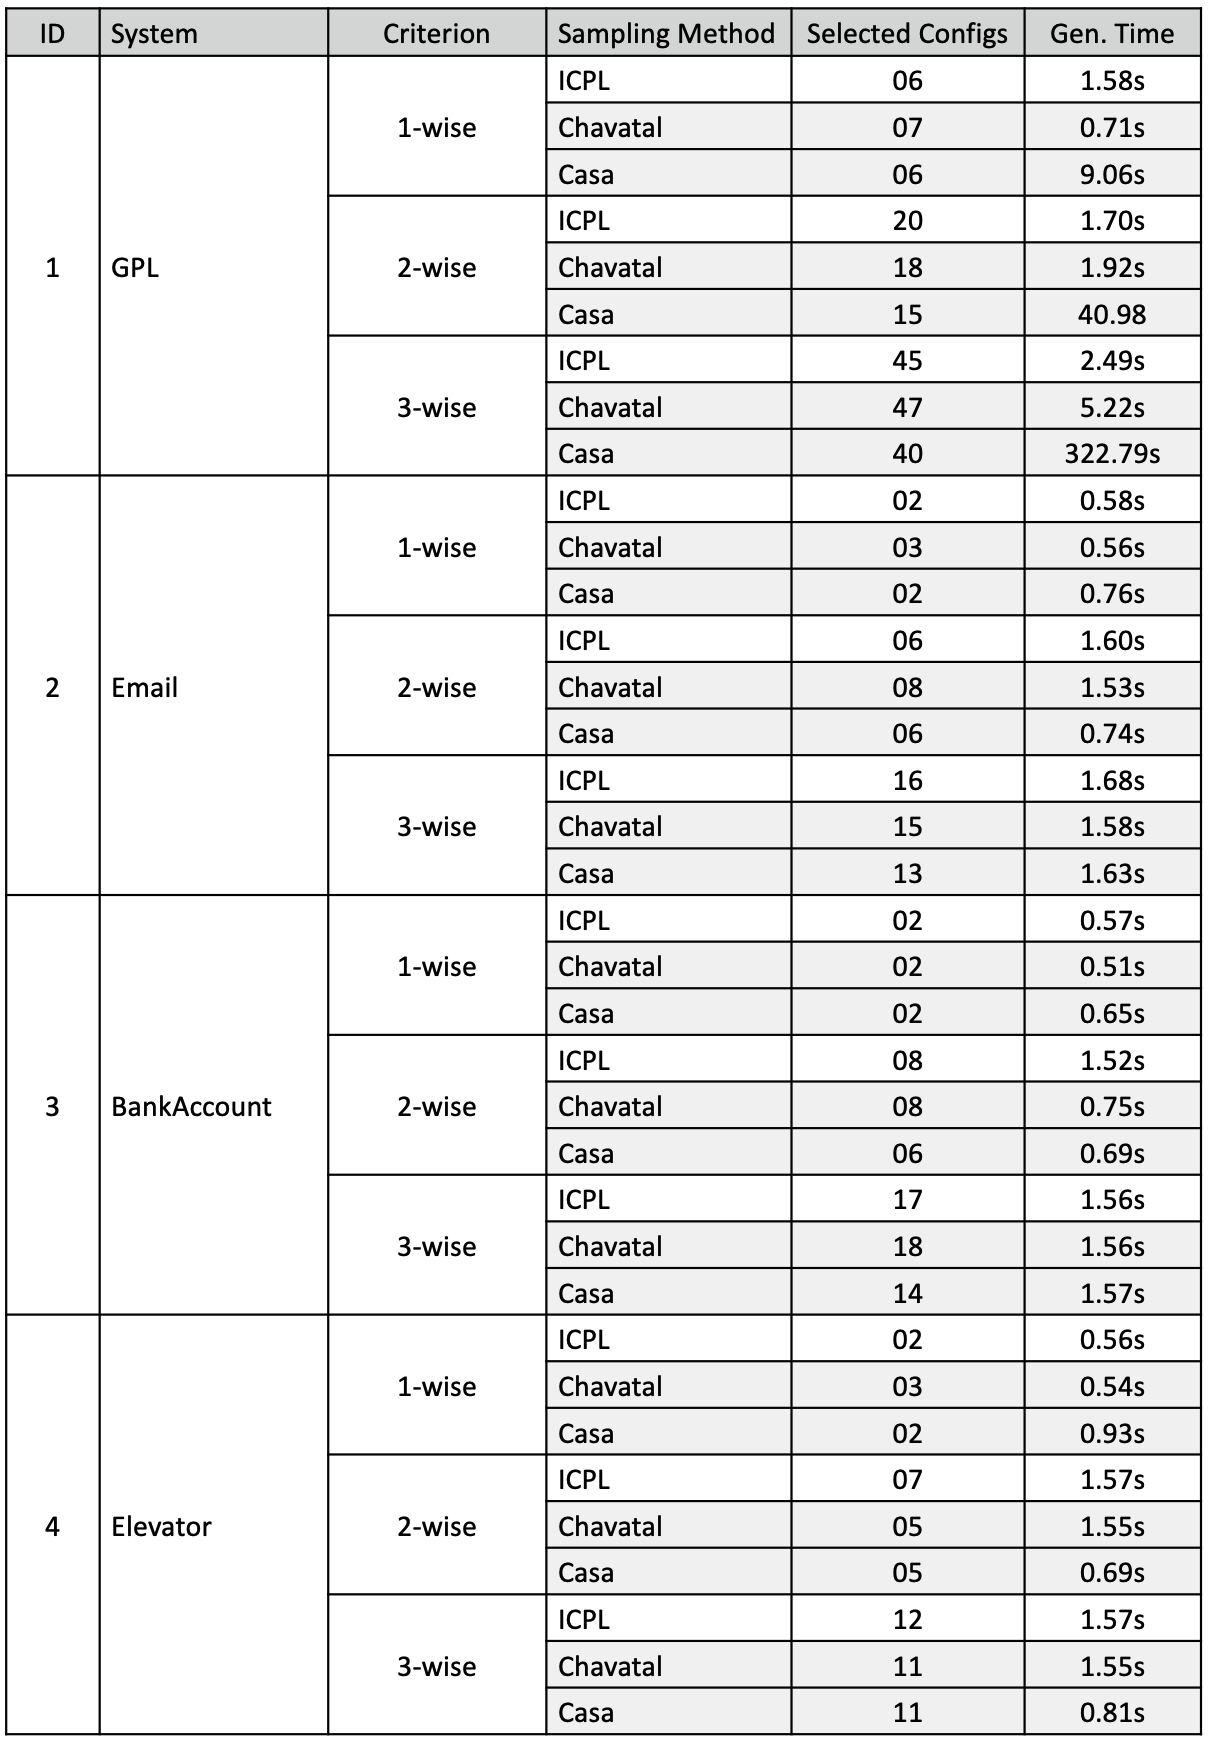 ID System Criterion Sampling Method Selected Configs Gen. Time
ICPL 06 1.58s
1-wise Chavatal 07 0.71s
Casa 06 9.06s
ICPL 20 1.70s
1 GPL 2-wise Chavatal 18 1.92s
Casa 15 40.98
ICPL 45 2.49s
3-wise Chavatal 47 5.22s
Casa 40 322.79s
ICPL 02 0.58s
1-wise Chavatal 03 0.56s
Casa 02 0.76s
ICPL 06 1.60s
2 Email 2-wise Chavatal 08 1.53s
Casa 06 0.74s
ICPL 16 1.68s
3-wise Chavatal 15 1.58s
Casa 13 1.63s
ICPL 02 0.57s
1-wise Chavatal 02 0.51s
Casa 02 0.65s
ICPL 08 1.52s
3 BankAccount 2-wise Chavatal 08 0.75s
Casa 06 0.69s
ICPL 17 1.56s
3-wise Chavatal 18 1.56s
Casa 14 1.57s
ICPL 02 0.56s
1-wise Chavatal 03 0.54s
Casa 02 0.93s
ICPL 07 1.57s
4 Elevator 2-wise Chavatal 05 1.55s
Casa 05 0.69s
ICPL 12 1.57s
3-wise Chavatal 11 1.55s
Casa 11 0.81s